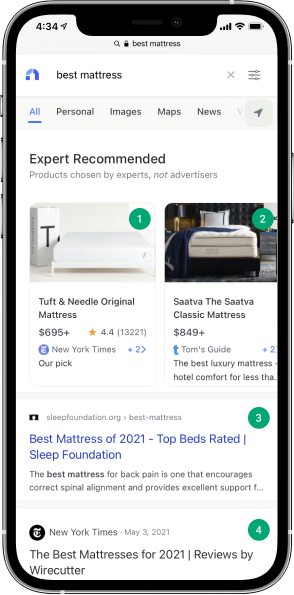 4:34
best mattress
best mattress
All Personal Images Maps News
Expert Recommended
Products chosen by experts, not advertisers
1
2
T
Tuft & Needle Original
Mattress
$695+ 4.4 (13221)
New York Times + 2
Our pick
Saatva The Saatva
Classic Mattress
$849+
Tom's Guide + 2
The best luxury mattress -
hotel comfort for less tha...
3
sleepfoundation.org › best-mattress
Best Mattress of 2021 - Top Beds Rated |
Sleep Foundation
The best mattress for back pain is one that encourages
correct spinal alignment and provides excellent support f...
4
New York Times · May 3, 2021
The Best Mattresses for 2021 | Reviews by
Wirecutter